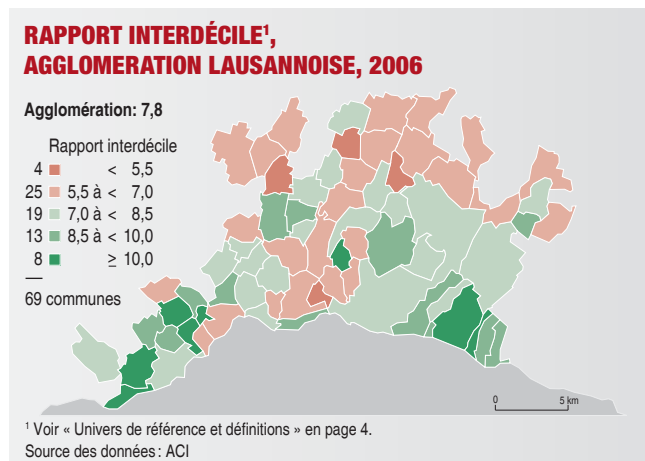 RAPPORT INTERDÉCILE¹,
AGGLOMERATION LAUSANNOISE, 2006
Agglomération: 7,8
Rapport interdécile
4 < 5,5
25 5,5 à < 7,0
19 7,0 à < 8,5
13 8,5 à < 10,0
8 ≥ 10,0
—
69 communes
0 5 km
¹ Voir « Univers de référence et définitions » en page 4.
Source des données : ACI